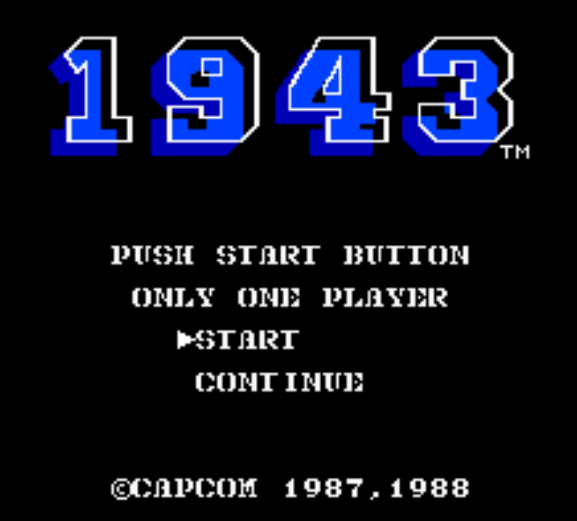 1943™
PUSH START BUTTON
ONLY ONE PLAYER
▶START
CONTINUE
©CAPCOM 1987,1988